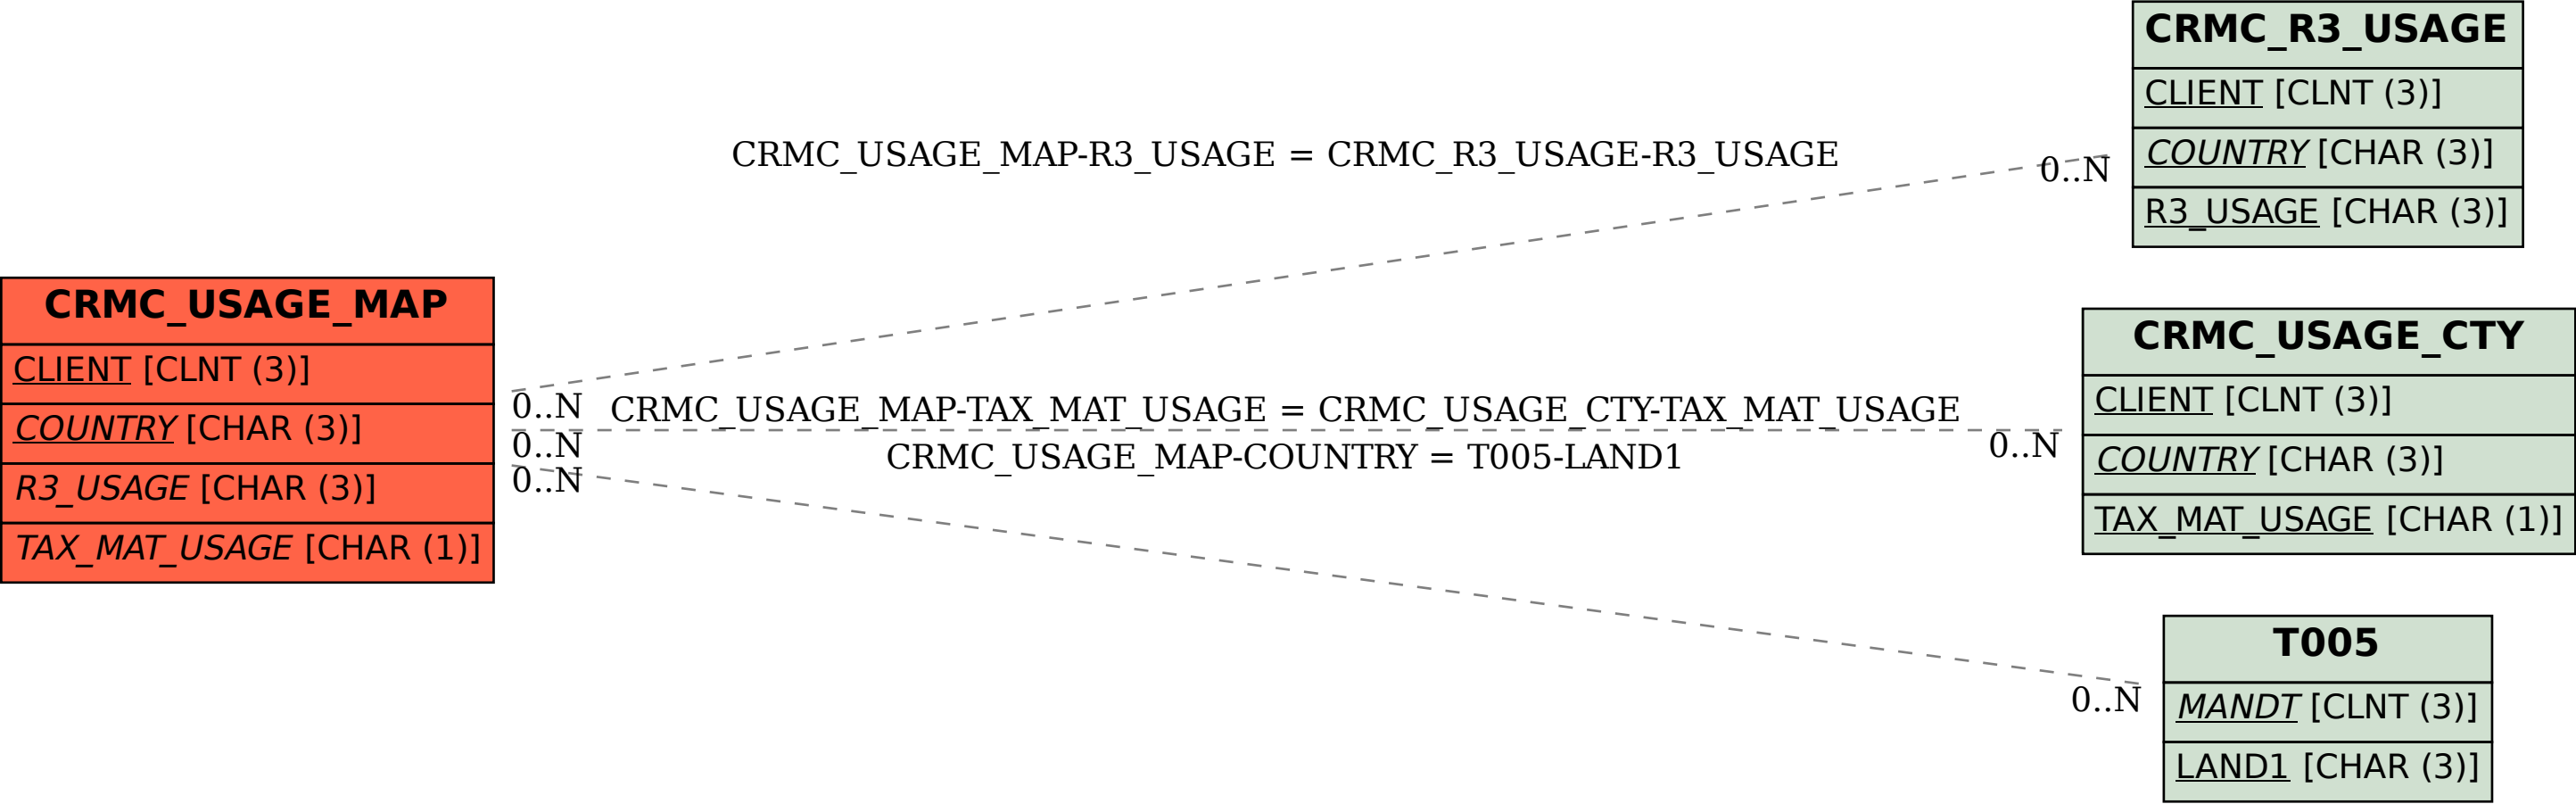 CRMC_USAGE_MAP
CLIENT [CLNT (3)]
COUNTRY [CHAR (3)]
R3_USAGE [CHAR (3)]
TAX_MAT_USAGE [CHAR (1)]
CRMC_USAGE_MAP-R3_USAGE = CRMC_R3_USAGE-R3_USAGE
0..N
0..N
CRMC_USAGE_MAP-TAX_MAT_USAGE = CRMC_USAGE_CTY-TAX_MAT_USAGE
0..N
0..N
CRMC_USAGE_MAP-COUNTRY = T005-LAND1
0..N
0..N
CRMC_R3_USAGE
CLIENT [CLNT (3)]
COUNTRY [CHAR (3)]
R3_USAGE [CHAR (3)]
CRMC_USAGE_CTY
CLIENT [CLNT (3)]
COUNTRY [CHAR (3)]
TAX_MAT_USAGE [CHAR (1)]
T005
MANDT [CLNT (3)]
LAND1 [CHAR (3)]